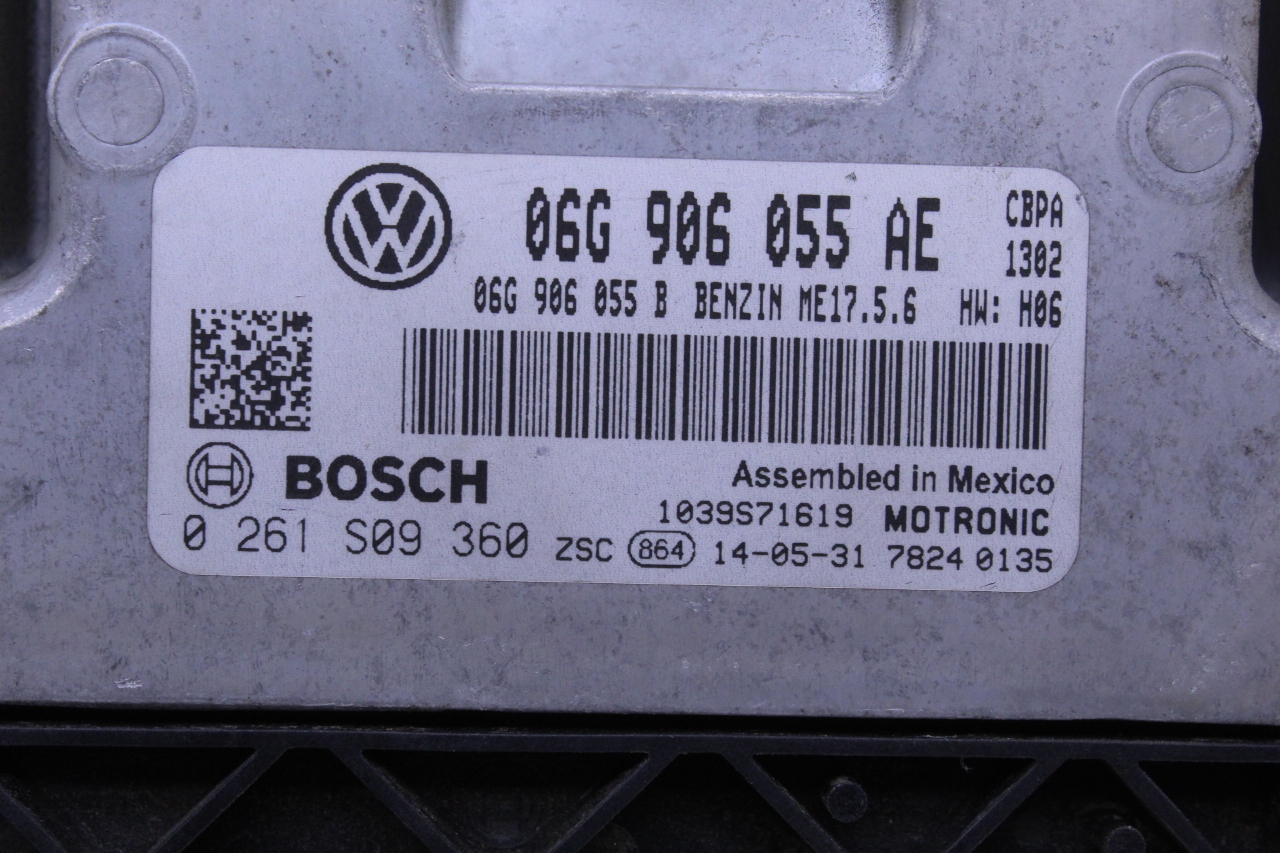 06G 906 055 AE CBPA
1302
06G 906 055 B BENZIN ME17.5.6 HW: H06
BOSCH Assembled in Mexico
1039S71619 MOTRONIC
0 261 S09 360 ZSC 864 14-05-31 7824 0135